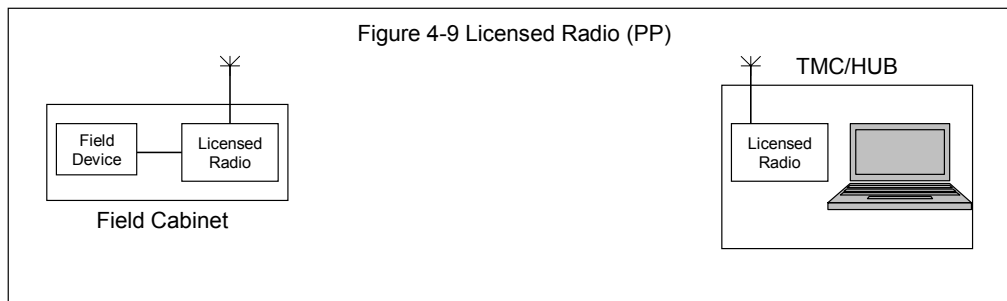 Figure 4-9 Licensed Radio (PP)
TMC/HUB
Field
Device
Licensed
Radio
Licensed
Radio
Field Cabinet